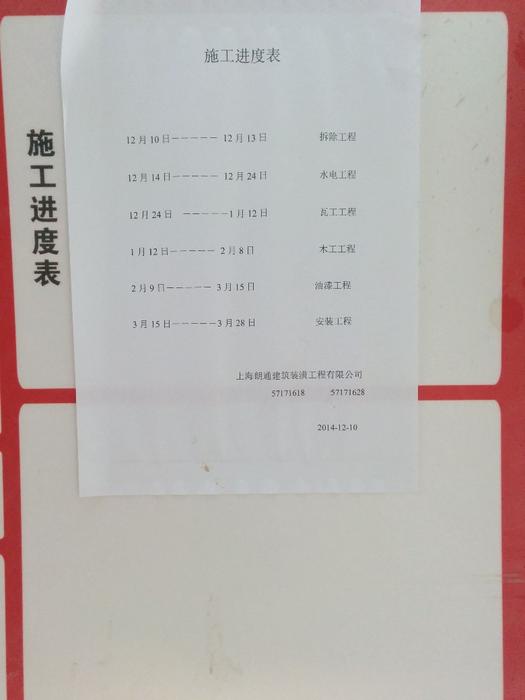 施工进度表
施工进度表
12月10日----- 12月13日 拆除工程
12月14日----- 12月24日 水电工程
12月24日 -----1月12日 瓦工工程
1月12日----- 2月8日 木工工程
2月9日----- 3月15日 油漆工程
3月15日-----3月28日 安装工程
上海朗通建筑装潢工程有限公司
57171618 57171628
2014-12-10